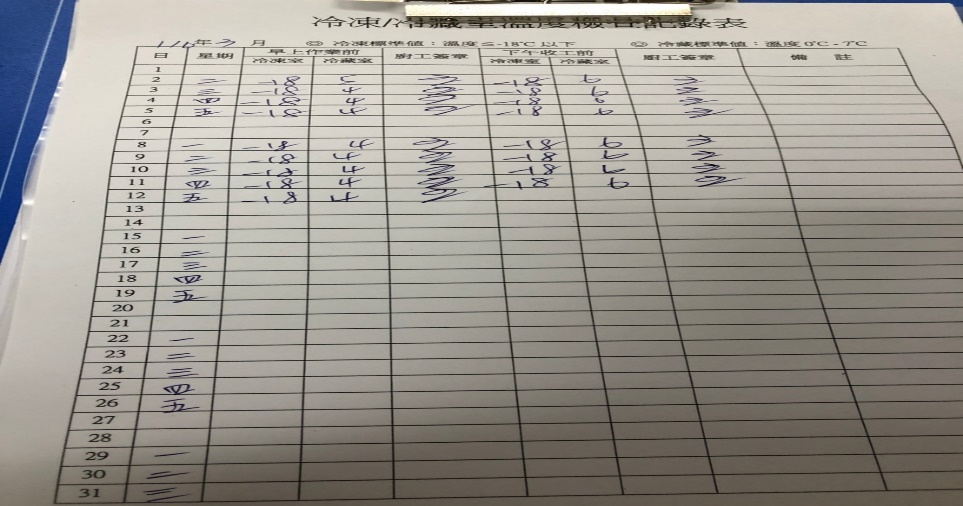 冷凍/冷藏室溫度檢查記錄表
110年3月 ◎ 冷凍標準值：溫度≦-18℃以下 ◎ 冷藏標準值：溫度0℃-7℃
日 星期 早上作業前 廚工簽章 下午收工前 廚工簽章 備 註
冷凍室 冷藏室 冷凍室 冷藏室
1
2 二 -18 5 -18 6
3 三 -18 4 -18 6
4 四 -18 4 -18 6
5 五 -18 4 -18 6
6
7
8 一 -18 4 -18 6
9 二 -18 4 -18 6
10 三 -18 4 -18 6
11 四 -18 4 -18 6
12 五 -18 4
13
14
15 一
16 二
17 三
18 四
19 五
20
21
22 一
23 二
24 三
25 四
26 五
27
28
29 一
30 二
31 三